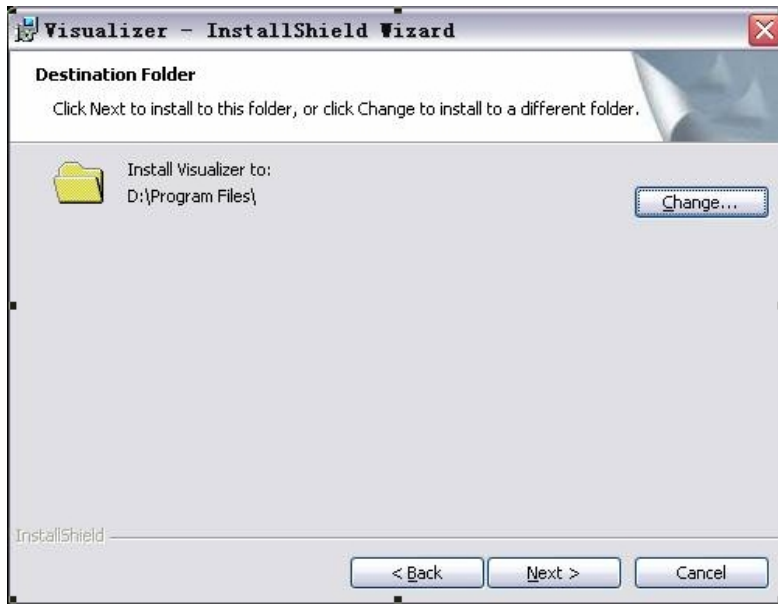 Visualizer - InstallShield Wizard
Destination Folder
Click Next to install to this folder, or click Change to install to a different folder.
Install Visualizer to:
D:\Program Files\
Change...
InstallShield
< Back
Next >
Cancel